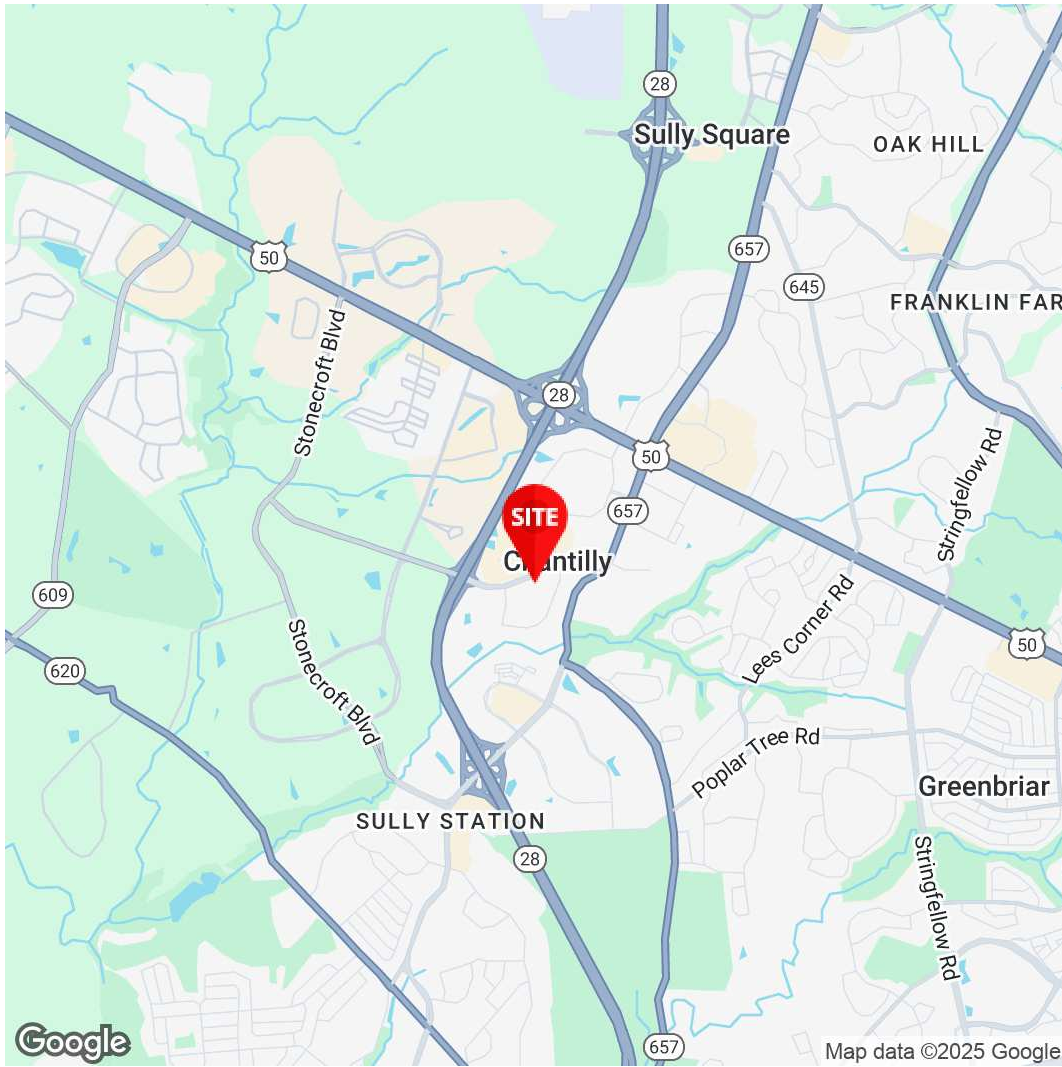 28
Sully Square
OAK HILL
657
50
645
FRANKLIN FAR
Stonecroft Blvd
28
50
Stringfellow Rd
657
SITE
Chantilly
609
Lees Corner Rd
50
620
Stonecroft Blvd
Poplar Tree Rd
Greenbriar
SULLY STATION
28
Stringfellow Rd
Google
657
Map data ©2025 Google